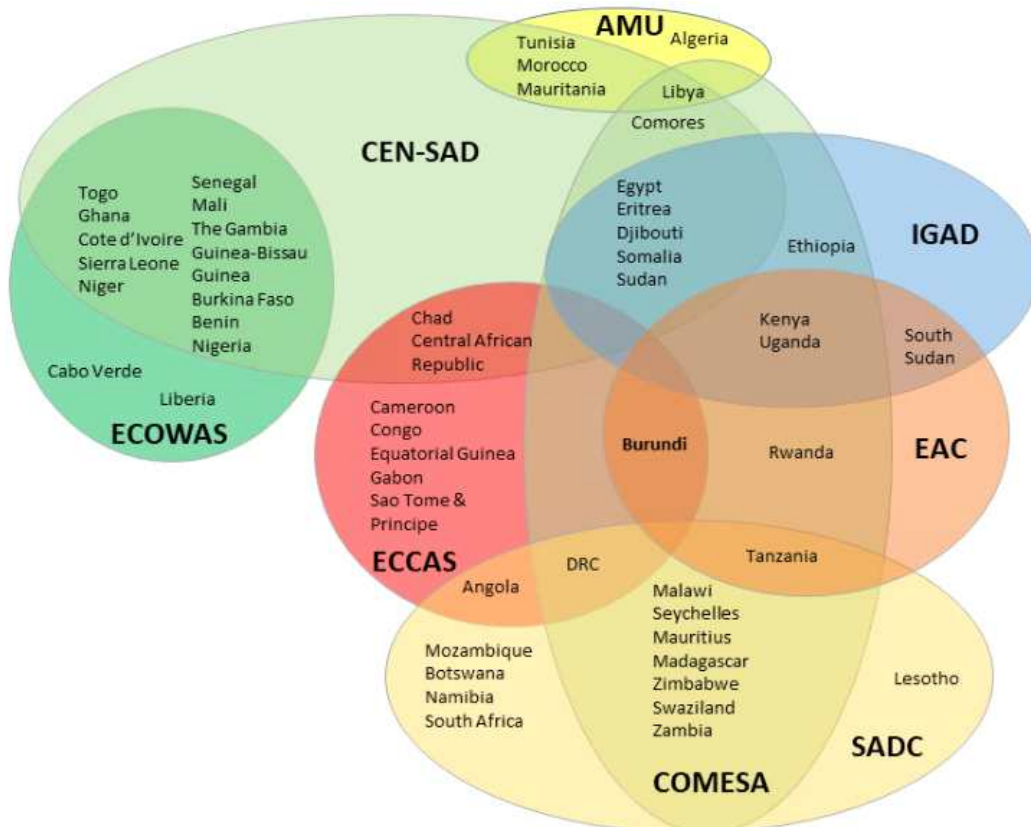 AMU
Algeria
Tunisia
Morocco
Mauritania
Libya
Comores
CEN-SAD
Togo
Ghana
Cote d’Ivoire
Sierra Leone
Niger
Senegal
Mali
The Gambia
Guinea-Bissau
Guinea
Burkina Faso
Benin
Nigeria
Cabo Verde
Liberia
ECOWAS
Egypt
Eritrea
Djibouti
Somalia
Sudan
Ethiopia
IGAD
Kenya
Uganda
South
Sudan
Chad
Central African
Republic
Cameroon
Congo
Equatorial Guinea
Gabon
Sao Tome &
Principe
ECCAS
Burundi
Rwanda
EAC
Angola
DRC
Tanzania
Malawi
Seychelles
Mauritius
Madagascar
Zimbabwe
Swaziland
Zambia
Mozambique
Botswana
Namibia
South Africa
Lesotho
SADC
COMESA